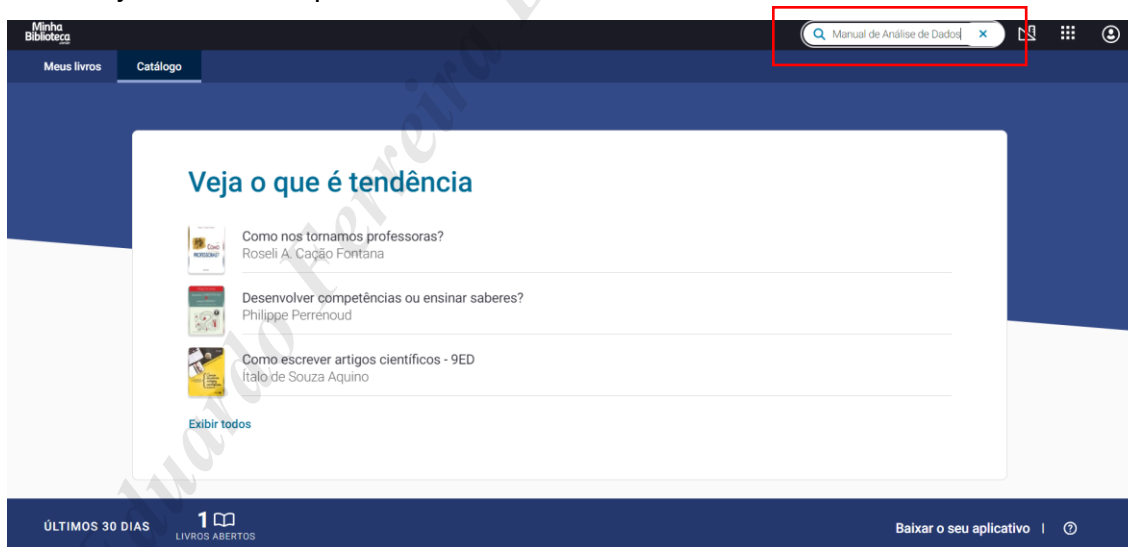 Minha
Biblioteca
Manual de Análise de Dados
Meus livros Catálogo
Veja o que é tendência
Como nos tornamos professoras?
Roseli A. Cação Fontana
Desenvolver competências ou ensinar saberes?
Philippe Perrenoud
Como escrever artigos científicos - 9ED
Ítalo de Souza Aquino
Exibir todos
ÚLTIMOS 30 DIAS
1
LIVROS ABERTOS
Baixar o seu aplicativo |
Eduardo Ferreira